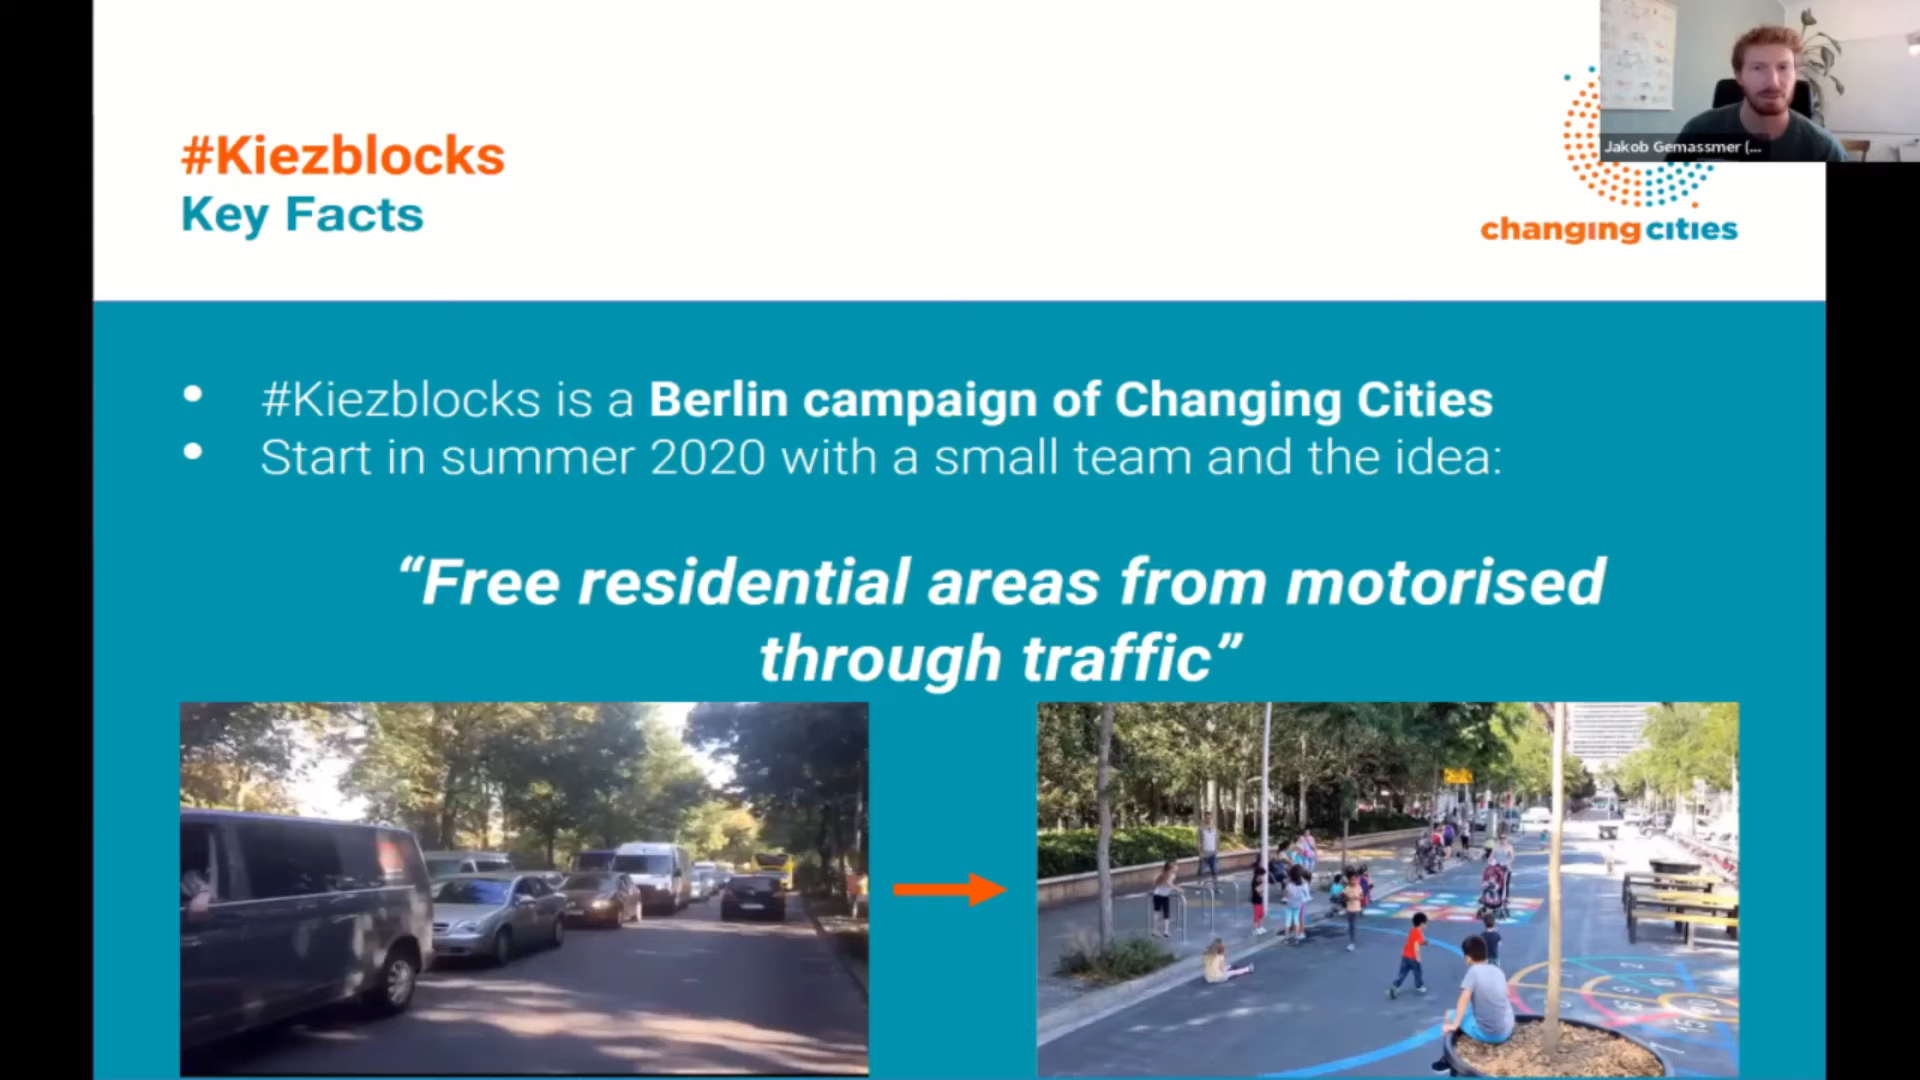 #Kiezblocks
Key Facts
Jakob Gemassmer (...
changing cities
• #Kiezblocks is a Berlin campaign of Changing Cities
• Start in summer 2020 with a small team and the idea:
“Free residential areas from motorised
through traffic”